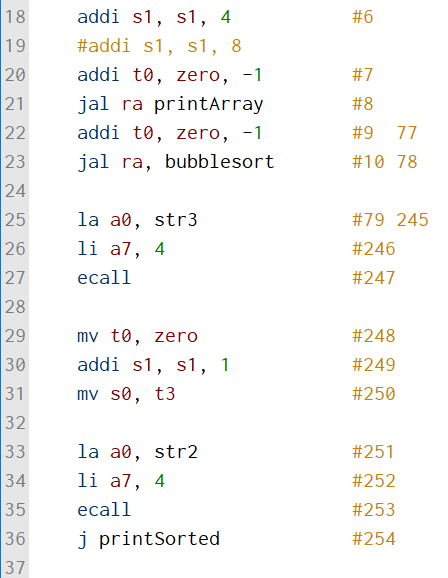 18 addi s1, s1, 4 #6
19 #addi s1, s1, 8
20 addi t0, zero, -1 #7
21 jal ra printArray #8
22 addi t0, zero, -1 #9 77
23 jal ra, bubblesort #10 78
24
25 la a0, str3 #79 245
26 li a7, 4 #246
27 ecall #247
28
29 mv t0, zero #248
30 addi s1, s1, 1 #249
31 mv s0, t3 #250
32
33 la a0, str2 #251
34 li a7, 4 #252
35 ecall #253
36 j printSorted #254
37